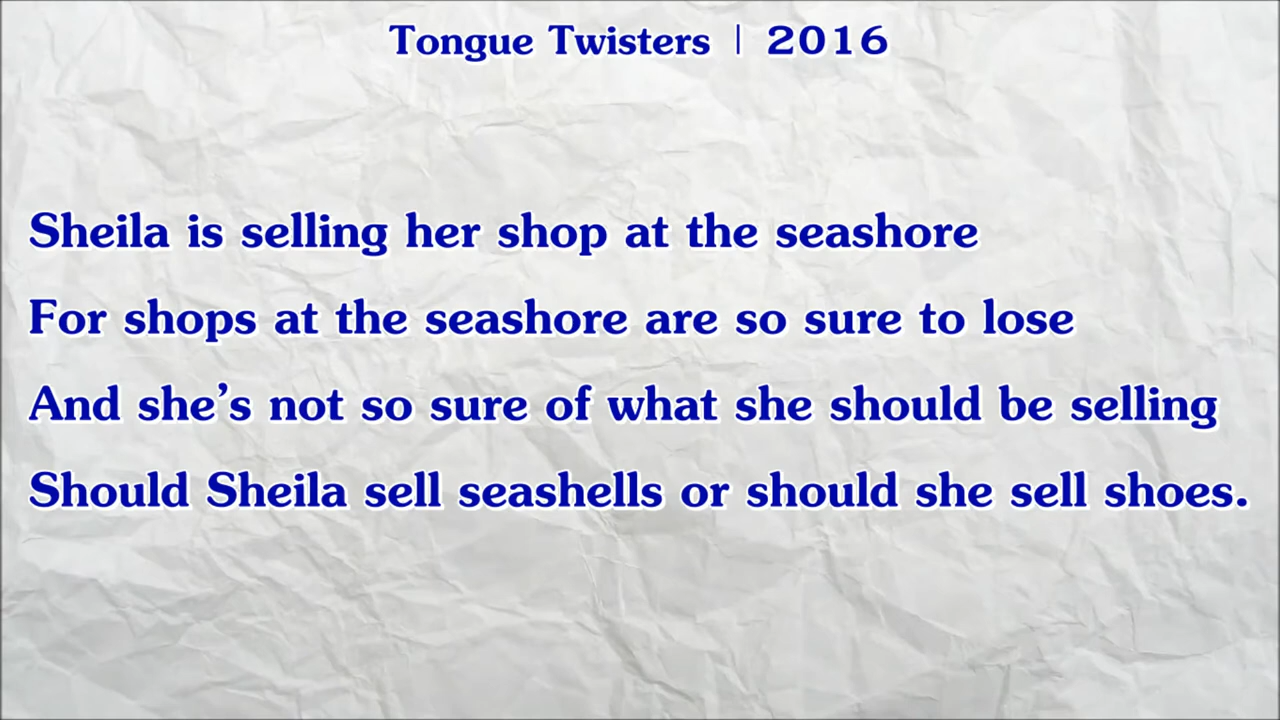 Tongue Twisters | 2016
Sheila is selling her shop at the seashore
For shops at the seashore are so sure to lose
And she’s not so sure of what she should be selling
Should Sheila sell seashells or should she sell shoes.